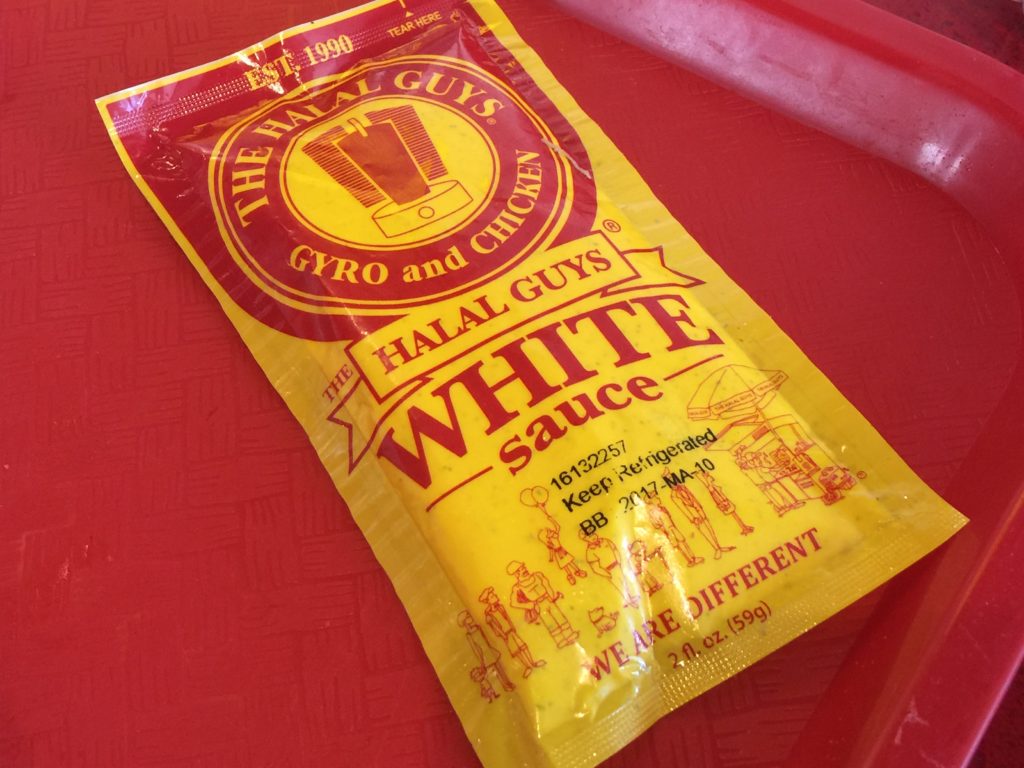 TEAR HERE
EST. 1990
THE HALAL GUYS®
GYRO and CHICKEN
®
THE HALAL GUYS
WHITE
sauce
16132257
Keep Refrigerated
BB 2017-MA-10
WE ARE DIFFERENT
2 fl. oz. (59g)